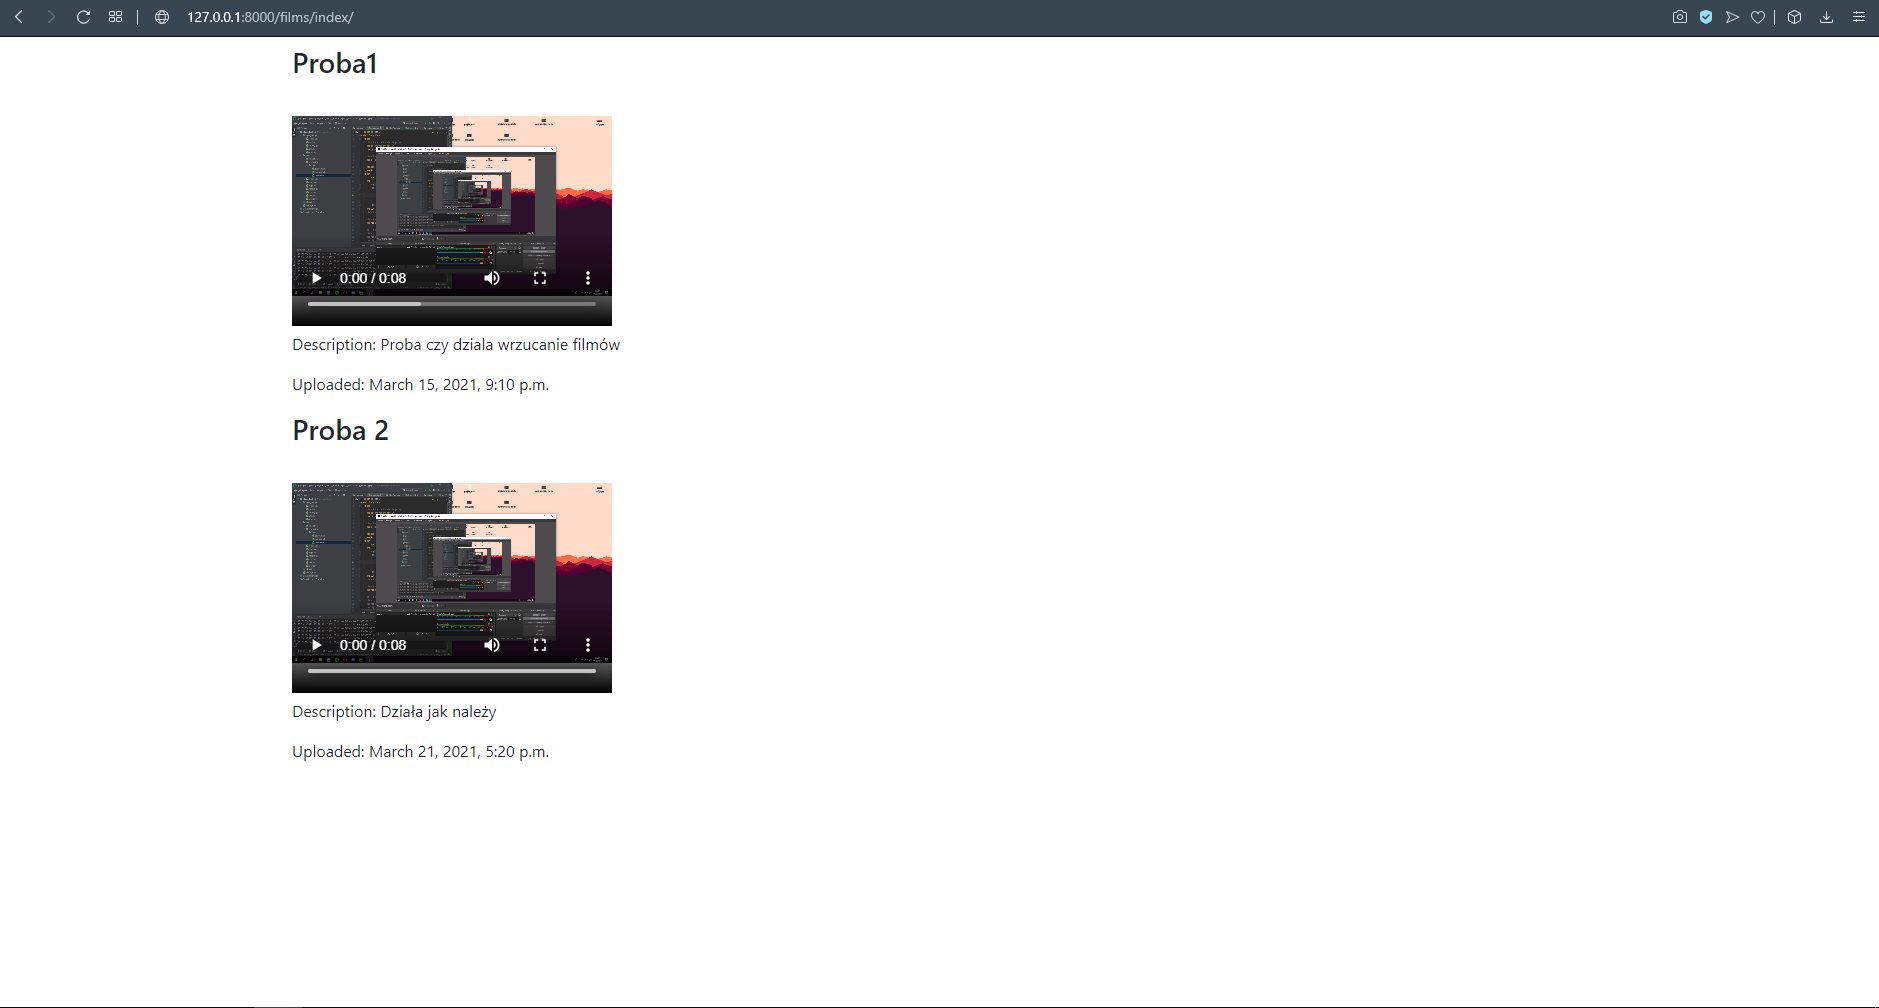 127.0.0.1:8000/films/index/
Proba1
0:00 / 0:08
Description: Proba czy dziala wrzucanie filmów
Uploaded: March 15, 2021, 9:10 p.m.
Proba 2
0:00 / 0:08
Description: Działa jak należy
Uploaded: March 21, 2021, 5:20 p.m.